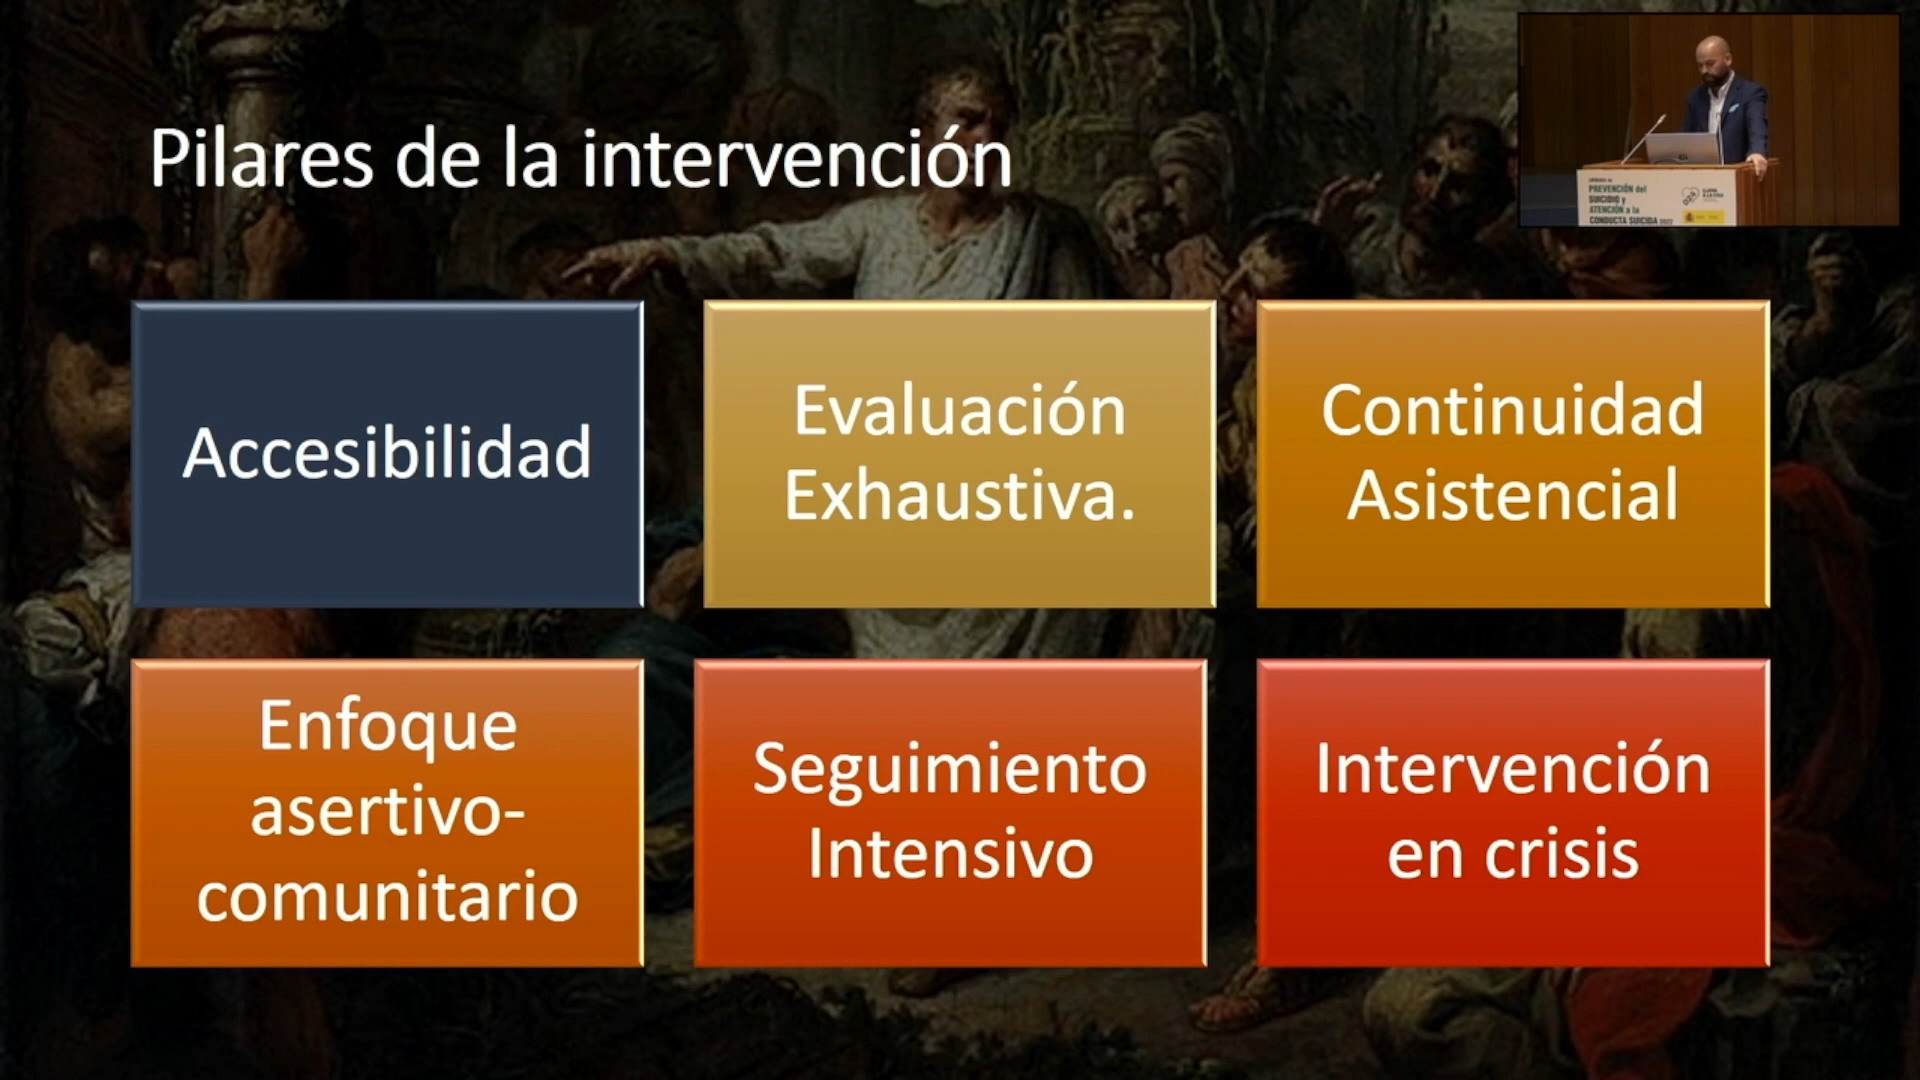 Pilares de la intervención
Accesibilidad
Evaluación
Exhaustiva.
Continuidad
Asistencial
Enfoque
asertivo-
comunitario
Seguimiento
Intensivo
Intervención
en crisis
PREVENCIÓN del
SUICIDIO y
ATENCIÓN a la
CONDUCTA SUICIDA 2022